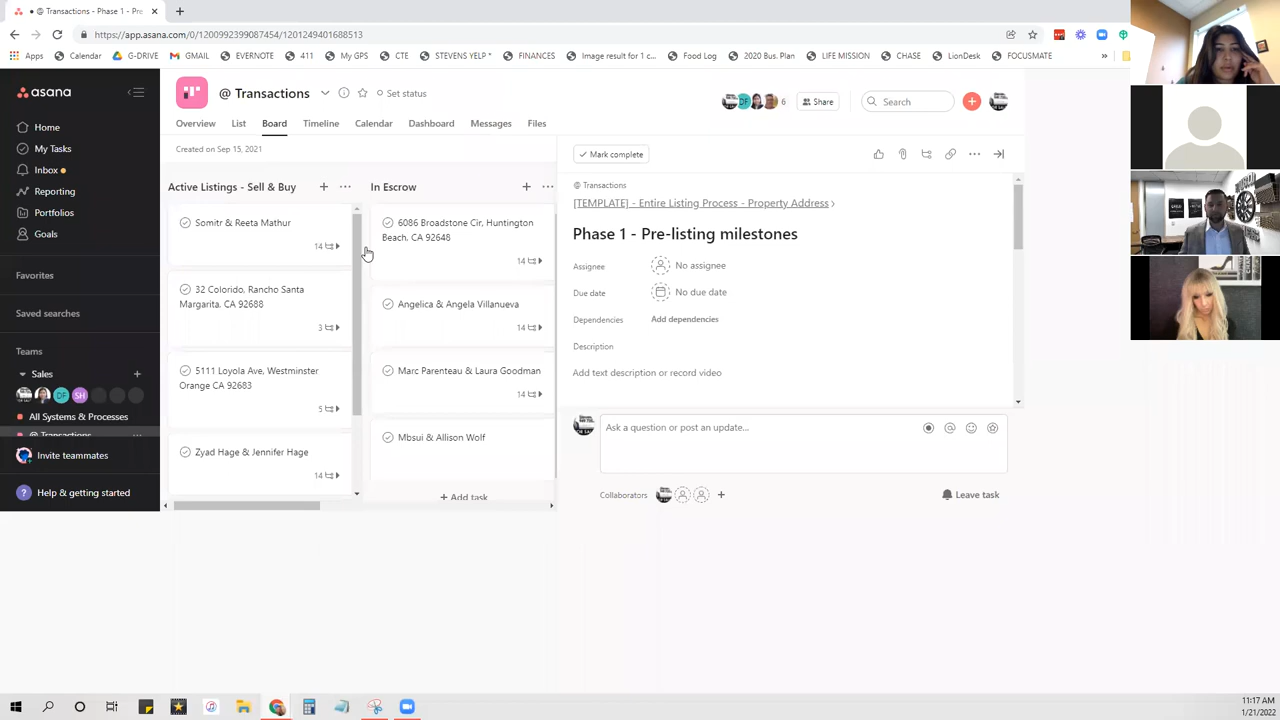 @ Transactions - Phase 1 - Pre-
https://app.asana.com/0/1200992399087454/1201249401688513
Apps
Calendar
G-DRIVE
GMAIL
EVERNOTE
411
My GPS
CTE
STEVENS YELP *
FINANCES
Image result for 1 c...
Food Log
2020 Bus. Plan
LIFE MISSION
CHASE
LionDesk
FOCUSMATE
asana
@ Transactions
Set status
6
Share
Search
Home
My Tasks
Inbox
Reporting
Portfolios
Goals
Favorites
Saved searches
Teams
Sales
DF
SH
All Systems & Processes
@ Transactions
Invite teammates
Help & getting started
Overview
List
Board
Timeline
Calendar
Dashboard
Messages
Files
Created on Sep 15, 2021
Active Listings - Sell & Buy
Somitr & Reeta Mathur
14
32 Colorido, Rancho Santa
Margarita, CA 92688
3
5111 Loyola Ave, Westminster
Orange CA 92683
5
Zyad Hage & Jennifer Hage
14
In Escrow
6086 Broadstone Cir, Huntington
Beach, CA 92648
14
Angelica & Angela Villanueva
14
Marc Parenteau & Laura Goodman
14
Mbsui & Allison Wolf
+ Add task
Mark complete
@ Transactions
[TEMPLATE] - Entire Listing Process - Property Address ›
Phase 1 - Pre-listing milestones
Assignee
No assignee
Due date
No due date
Dependencies
Add dependencies
Description
Add text description or record video
Ask a question or post an update...
Collaborators
Leave task
11:17 AM
1/21/2022